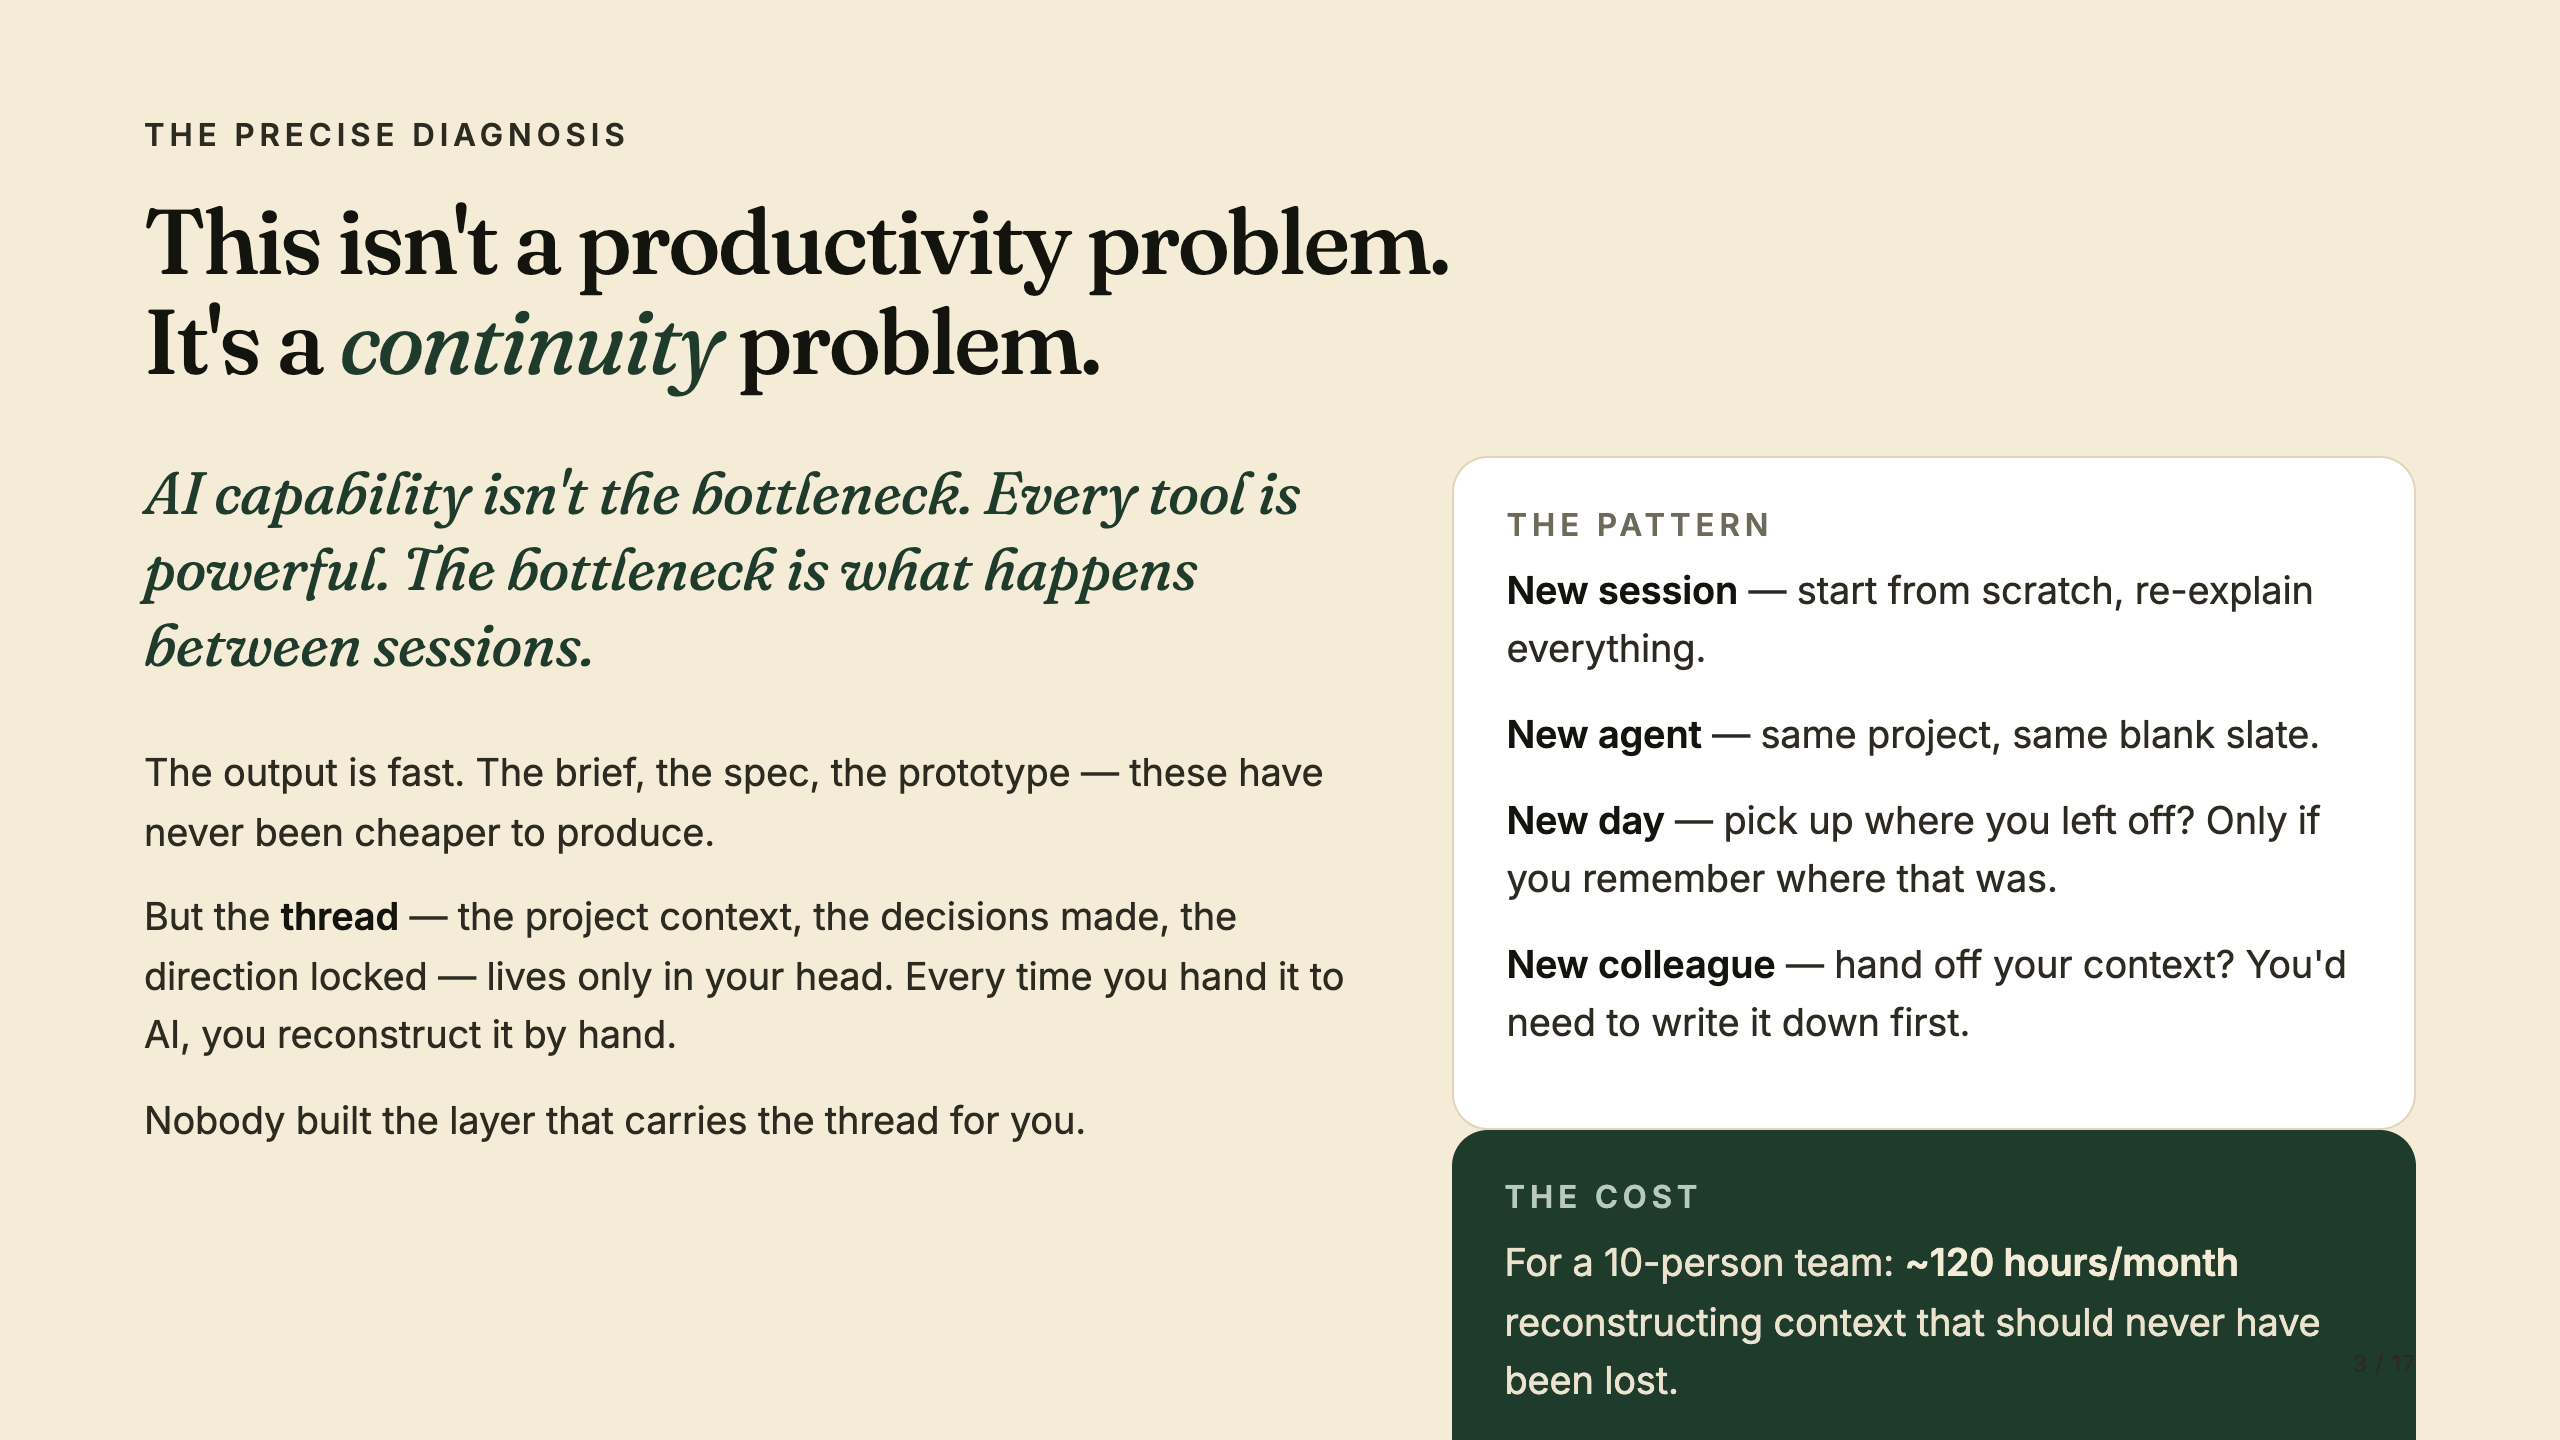 THE PRECISE DIAGNOSIS
This isn't a productivity problem.
It's a continuity problem.
AI capability isn't the bottleneck. Every tool is
powerful. The bottleneck is what happens
between sessions.
The output is fast. The brief, the spec, the prototype — these have
never been cheaper to produce.
But the thread — the project context, the decisions made, the
direction locked — lives only in your head. Every time you hand it to
AI, you reconstruct it by hand.
Nobody built the layer that carries the thread for you.
THE PATTERN
New session — start from scratch, re-explain
everything.
New agent — same project, same blank slate.
New day — pick up where you left off? Only if
you remember where that was.
New colleague — hand off your context? You'd
need to write it down first.
THE COST
For a 10-person team: ~120 hours/month
reconstructing context that should never have
been lost.
3 / 17